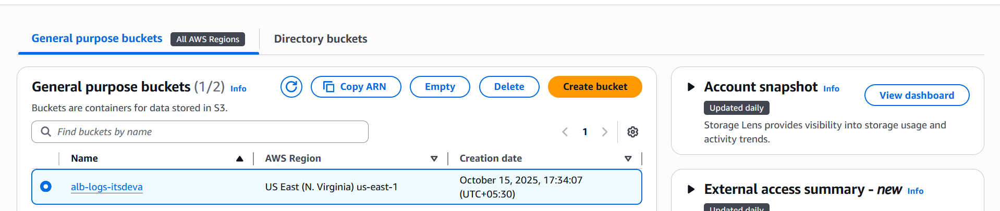 General purpose buckets All AWS Regions Directory buckets
General purpose buckets (1/2) Info Copy ARN Empty Delete Create bucket
Buckets are containers for data stored in S3.
Find buckets by name 1
Name AWS Region Creation date
alb-logs-itsdeva US East (N. Virginia) us-east-1 October 15, 2025, 17:34:07
(UTC+05:30)
Account snapshot Info View dashboard
Updated daily
Storage Lens provides visibility into storage usage and
activity trends.
External access summary - new Info
Updated daily